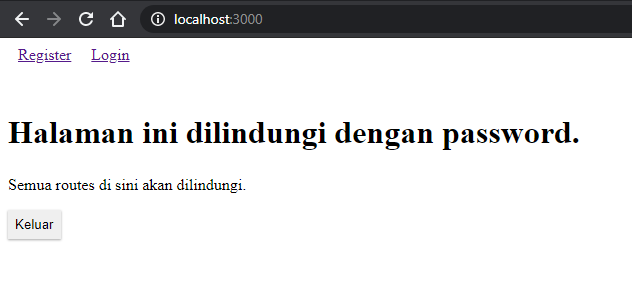 localhost:3000
Register Login
Halaman ini dilindungi dengan password.
Semua routes di sini akan dilindungi.
Keluar